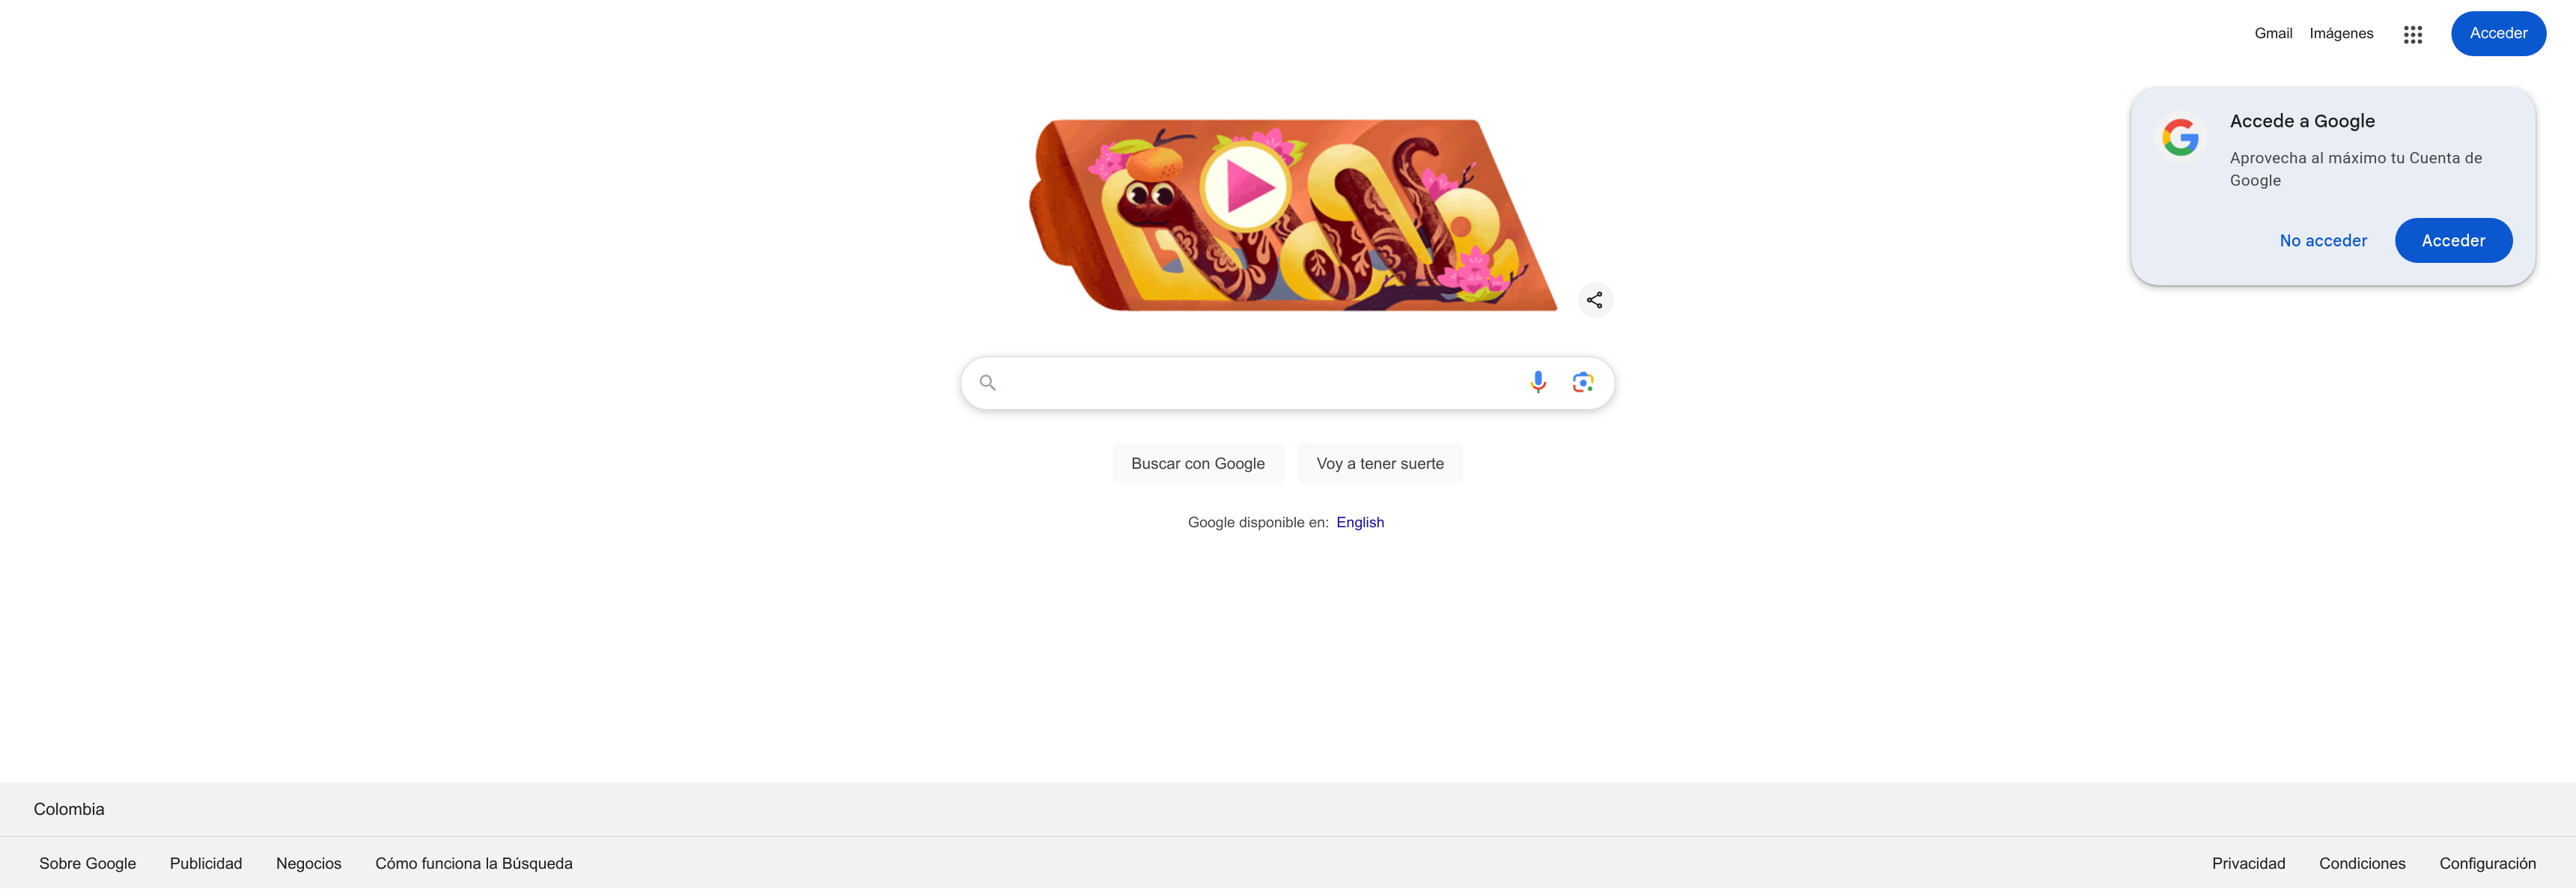 Gmail Imágenes Acceder
Accede a Google
Aprovecha al máximo tu Cuenta de
Google
No acceder Acceder
Buscar con Google Voy a tener suerte
Google disponible en: English
Colombia
Sobre Google Publicidad Negocios Cómo funciona la Búsqueda Privacidad Condiciones Configuración